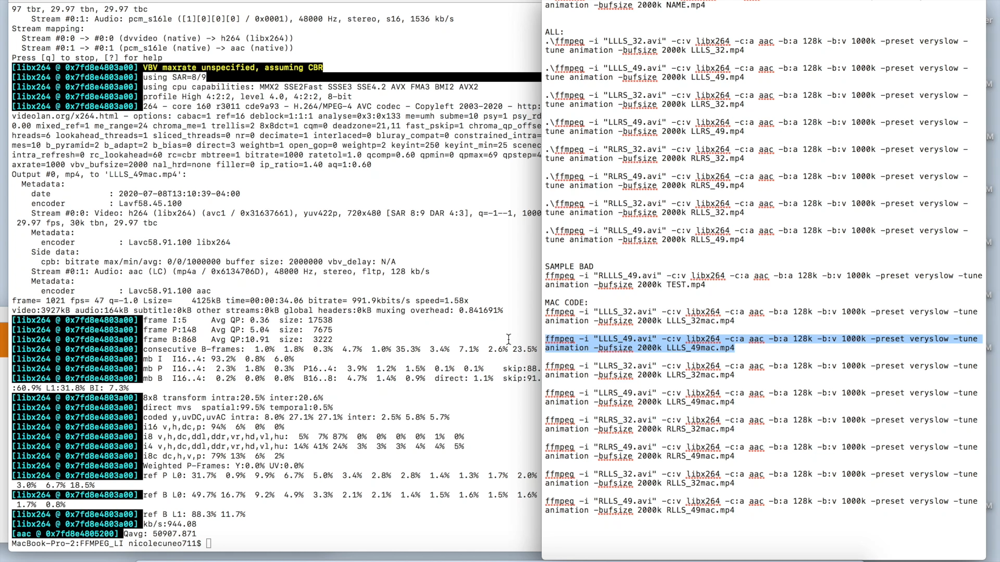 97 tbr, 29.97 tbn, 29.97 tbc
Stream #0:1: Audio: pcm_s16le ([1][0][0][0] / 0x0001), 48000 Hz, stereo, s16, 1536 kb/s
Stream mapping:
Stream #0:0 -> #0:0 (dvvideo (native) -> h264 (libx264))
Stream #0:1 -> #0:1 (pcm_s16le (native) -> aac (native))
Press [q] to stop, [?] for help
[libx264 @ 0x7fd8e4803a00] VBV maxrate unspecified, assuming CBR
[libx264 @ 0x7fd8e4803a00] using SAR=8/9
[libx264 @ 0x7fd8e4803a00] using cpu capabilities: MMX2 SSE2Fast SSSE3 SSE4.2 AVX FMA3 BMI2 AVX2
[libx264 @ 0x7fd8e4803a00] profile High 4:2:2, level 4.0, 4:2:2, 8-bit
[libx264 @ 0x7fd8e4803a00] 264 - core 160 r3011 cde9a93 - H.264/MPEG-4 AVC codec - Copyleft 2003-2020 - http:
videolan.org/x264.html - options: cabac=1 ref=16 deblock=1:1:1 analyse=0x3:0x133 me=umh subme=10 psy=1 psy_rd
0.00 mixed_ref=1 me_range=24 chroma_me=1 trellis=2 8x8dct=1 cqm=0 deadzone=21,11 fast_pskip=1 chroma_qp_offse
hreads=6 lookahead_threads=1 sliced_threads=0 nr=0 decimate=1 interlaced=0 bluray_compat=0 constrained_intra=
mes=10 b_pyramid=2 b_adapt=2 b_bias=0 direct=3 weightb=1 open_gop=0 weightp=2 keyint=250 keyint_min=25 scenec
intra_refresh=0 rc_lookahead=60 rc=cbr mbtree=1 bitrate=1000 ratetol=1.0 qcomp=0.60 qpmin=0 qpmax=69 qpstep=4
axrate=1000 vbv_bufsize=2000 nal_hrd=none filler=0 ip_ratio=1.40 aq=1:0.60
Output #0, mp4, to 'LLLS_49mac.mp4':
Metadata:
date : 2020-07-08T13:10:39-04:00
encoder : Lavf58.45.100
Stream #0:0: Video: h264 (libx264) (avc1 / 0x31637661), yuv422p, 720x480 [SAR 8:9 DAR 4:3], q=-1--1, 1000
29.97 fps, 30k tbn, 29.97 tbc
Metadata:
encoder : Lavc58.91.100 libx264
Side data:
cpb: bitrate max/min/avg: 0/0/1000000 buffer size: 2000000 vbv_delay: N/A
Stream #0:1: Audio: aac (LC) (mp4a / 0x6134706D), 48000 Hz, stereo, fltp, 128 kb/s
Metadata:
encoder : Lavc58.91.100 aac
frame= 1021 fps= 47 q=-1.0 Lsize= 4125kB time=00:00:34.06 bitrate= 991.9kbits/s speed=1.58x
video:3927kB audio:164kB subtitle:0kB other streams:0kB global headers:0kB muxing overhead: 0.841691%
[libx264 @ 0x7fd8e4803a00] frame I:5 Avg QP: 0.36 size: 17538
[libx264 @ 0x7fd8e4803a00] frame P:148 Avg QP: 5.04 size: 7675
[libx264 @ 0x7fd8e4803a00] frame B:868 Avg QP:10.91 size: 3222
[libx264 @ 0x7fd8e4803a00] consecutive B-frames: 1.0% 1.8% 0.3% 4.7% 1.0% 35.3% 3.4% 7.1% 2.6% 23.5%
[libx264 @ 0x7fd8e4803a00] mb I I16..4: 93.2% 0.8% 6.0%
[libx264 @ 0x7fd8e4803a00] mb P I16..4: 2.3% 1.8% 0.3% P16..4: 3.9% 1.2% 1.5% 0.1% 0.1% skip:88.
[libx264 @ 0x7fd8e4803a00] mb B I16..4: 0.2% 0.0% 0.0% B16..8: 4.7% 1.4% 0.9% direct: 1.1% skip:91.
:60.9% L1:31.8% BI: 7.3%
[libx264 @ 0x7fd8e4803a00] 8x8 transform intra:20.5% inter:20.6%
[libx264 @ 0x7fd8e4803a00] direct mvs spatial:99.5% temporal:0.5%
[libx264 @ 0x7fd8e4803a00] coded y,uvDC,uvAC intra: 8.0% 27.1% 27.1% inter: 2.5% 5.8% 5.7%
[libx264 @ 0x7fd8e4803a00] i16 v,h,dc,p: 94% 6% 0% 0%
[libx264 @ 0x7fd8e4803a00] i8 v,h,dc,ddl,ddr,vr,hd,vl,hu: 5% 7% 87% 0% 0% 0% 0% 1% 0%
[libx264 @ 0x7fd8e4803a00] i4 v,h,dc,ddl,ddr,vr,hd,vl,hu: 14% 41% 24% 3% 3% 3% 4% 4% 5%
[libx264 @ 0x7fd8e4803a00] i8c dc,h,v,p: 79% 13% 6% 2%
[libx264 @ 0x7fd8e4803a00] Weighted P-Frames: Y:0.0% UV:0.0%
[libx264 @ 0x7fd8e4803a00] ref P L0: 31.7% 0.9% 9.9% 6.7% 5.0% 3.4% 2.8% 2.8% 1.4% 1.3% 1.7% 2.0%
3.0% 6.7% 18.5%
[libx264 @ 0x7fd8e4803a00] ref B L0: 49.7% 16.7% 9.2% 4.9% 3.3% 2.1% 2.1% 1.4% 1.5% 1.6% 1.5% 1.6%
1.7% 0.8%
[libx264 @ 0x7fd8e4803a00] ref B L1: 88.3% 11.7%
[libx264 @ 0x7fd8e4803a00] kb/s:944.08
[aac @ 0x7fd8e4805200] Qavg: 50907.871
MacBook-Pro-2:FFMPEG_LI nicolecuneo711$
animation -bufsize 2000k NAME.mp4
ALL:
.\ffmpeg -i "LLLS_32.avi" -c:v libx264 -c:a aac -b:a 128k -b:v 1000k -preset veryslow -
tune animation -bufsize 2000k LLLS_32.mp4
.\ffmpeg -i "LLLS_49.avi" -c:v libx264 -c:a aac -b:a 128k -b:v 1000k -preset veryslow -
tune animation -bufsize 2000k LLLS_49.mp4
.\ffmpeg -i "LLRS_32.avi" -c:v libx264 -c:a aac -b:a 128k -b:v 1000k -preset veryslow -
tune animation -bufsize 2000k LLRS_32.mp4
.\ffmpeg -i "LLRS_49.avi" -c:v libx264 -c:a aac -b:a 128k -b:v 1000k -preset veryslow -
tune animation -bufsize 2000k LLRS_49.mp4
.\ffmpeg -i "RLRS_32.avi" -c:v libx264 -c:a aac -b:a 128k -b:v 1000k -preset veryslow -
tune animation -bufsize 2000k RLRS_32.mp4
.\ffmpeg -i "RLRS_49.avi" -c:v libx264 -c:a aac -b:a 128k -b:v 1000k -preset veryslow -
tune animation -bufsize 2000k RLRS_49.mp4
.\ffmpeg -i "RLLS_32.avi" -c:v libx264 -c:a aac -b:a 128k -b:v 1000k -preset veryslow -
tune animation -bufsize 2000k RLLS_32.mp4
.\ffmpeg -i "RLLS_49.avi" -c:v libx264 -c:a aac -b:a 128k -b:v 1000k -preset veryslow -
tune animation -bufsize 2000k RLLS_49.mp4
SAMPLE BAD
ffmpeg -i "RLLLS_49.avi" -c:v libx264 -c:a aac -b:a 128k -b:v 1000k -preset veryslow -tune
animation -bufsize 2000k TEST.mp4
MAC CODE:
ffmpeg -i "LLLS_32.avi" -c:v libx264 -c:a aac -b:a 128k -b:v 1000k -preset veryslow -tune
animation -bufsize 2000k LLLS_32mac.mp4
ffmpeg -i "LLLS_49.avi" -c:v libx264 -c:a aac -b:a 128k -b:v 1000k -preset veryslow -tune
animation -bufsize 2000k LLLS_49mac.mp4
ffmpeg -i "LLRS_32.avi" -c:v libx264 -c:a aac -b:a 128k -b:v 1000k -preset veryslow -tune
animation -bufsize 2000k LLRS_32mac.mp4
ffmpeg -i "LLRS_49.avi" -c:v libx264 -c:a aac -b:a 128k -b:v 1000k -preset veryslow -tune
animation -bufsize 2000k LLRS_49mac.mp4
ffmpeg -i "RLRS_32.avi" -c:v libx264 -c:a aac -b:a 128k -b:v 1000k -preset veryslow -tune
animation -bufsize 2000k RLRS_32mac.mp4
ffmpeg -i "RLRS_49.avi" -c:v libx264 -c:a aac -b:a 128k -b:v 1000k -preset veryslow -tune
animation -bufsize 2000k RLRS_49mac.mp4
ffmpeg -i "RLLS_32.avi" -c:v libx264 -c:a aac -b:a 128k -b:v 1000k -preset veryslow -tune
animation -bufsize 2000k RLLS_32mac.mp4
ffmpeg -i "RLLS_49.avi" -c:v libx264 -c:a aac -b:a 128k -b:v 1000k -preset veryslow -tune
animation -bufsize 2000k RLLS_49mac.mp4